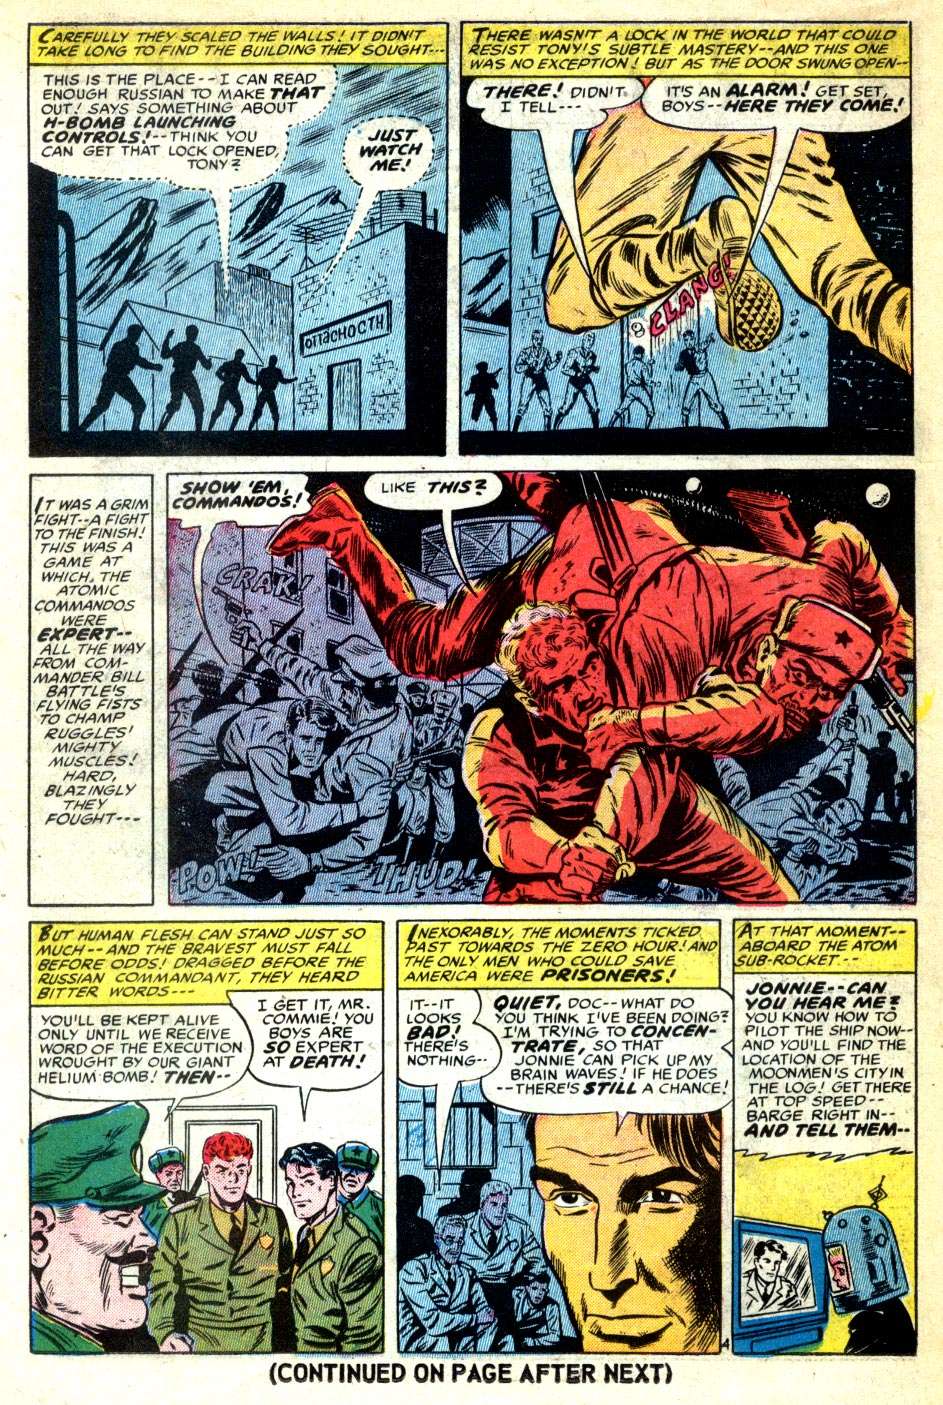 CAREFULLY THEY SCALED THE WALLS! IT DIDN'T
TAKE LONG TO FIND THE BUILDING THEY SOUGHT---
THIS IS THE PLACE--I CAN READ
ENOUGH RUSSIAN TO MAKE THAT
OUT! SAYS SOMETHING ABOUT
H-BOMB LAUNCHING
CONTROLS!--THINK YOU
CAN GET THAT LOCK OPENED,
TONY?
JUST
WATCH
ME!
OTTACHOCTH
THERE WASN'T A LOCK IN THE WORLD THAT COULD
RESIST TONY'S SUBTLE MASTERY--AND THIS ONE
WAS NO EXCEPTION! BUT AS THE DOOR SWUNG OPEN--
THERE! DIDN'T
I TELL---
IT'S AN ALARM! GET SET,
BOYS--HERE THEY COME!
CLANG!
IT WAS A GRIM
FIGHT--A FIGHT
TO THE FINISH!
THIS WAS A
GAME AT
WHICH, THE
ATOMIC
COMMANDOS
WERE
EXPERT--
ALL THE WAY
FROM COM-
MANDER BILL
BATTLE'S
FLYING FISTS
TO CHAMP
RUGGLES'
MIGHTY
MUSCLES!
HARD,
BLAZINGLY
THEY
FOUGHT---
SHOW 'EM,
COMMANDOS!
LIKE THIS?
CRAK!
POW!
THUD!
BUT HUMAN FLESH CAN STAND JUST SO
MUCH--AND THE BRAVEST MUST FALL
BEFORE ODDS! DRAGGED BEFORE THE
RUSSIAN COMMANDANT, THEY HEARD
BITTER WORDS---
YOU'LL BE KEPT ALIVE
ONLY UNTIL WE RECEIVE
WORD OF THE EXECUTION
WROUGHT BY OUR GIANT
HELIUM-BOMB! THEN--
I GET IT, MR.
COMMIE! YOU
BOYS ARE
SO EXPERT
AT DEATH!
INEXORABLY, THE MOMENTS TICKED
PAST TOWARDS THE ZERO HOUR! AND
THE ONLY MEN WHO COULD SAVE
AMERICA WERE PRISONERS!
IT--IT
LOOKS
BAD!
THERE'S
NOTHING--
QUIET, DOC--WHAT DO
YOU THINK I'VE BEEN DOING?
I'M TRYING TO CONCEN-
TRATE, SO THAT
JONNIE CAN PICK UP MY
BRAIN WAVES! IF HE DOES
--THERE'S STILL A CHANCE!
4
AT THAT MOMENT--
ABOARD THE ATOM
SUB-ROCKET---
JONNIE--CAN
YOU HEAR ME?
YOU KNOW HOW TO
PILOT THE SHIP NOW--
AND YOU'LL FIND THE
LOCATION OF THE
MOONMEN'S CITY IN
THE LOG! GET THERE
AT TOP SPEED--
BARGE RIGHT IN--
AND TELL THEM--
(CONTINUED ON PAGE AFTER NEXT)